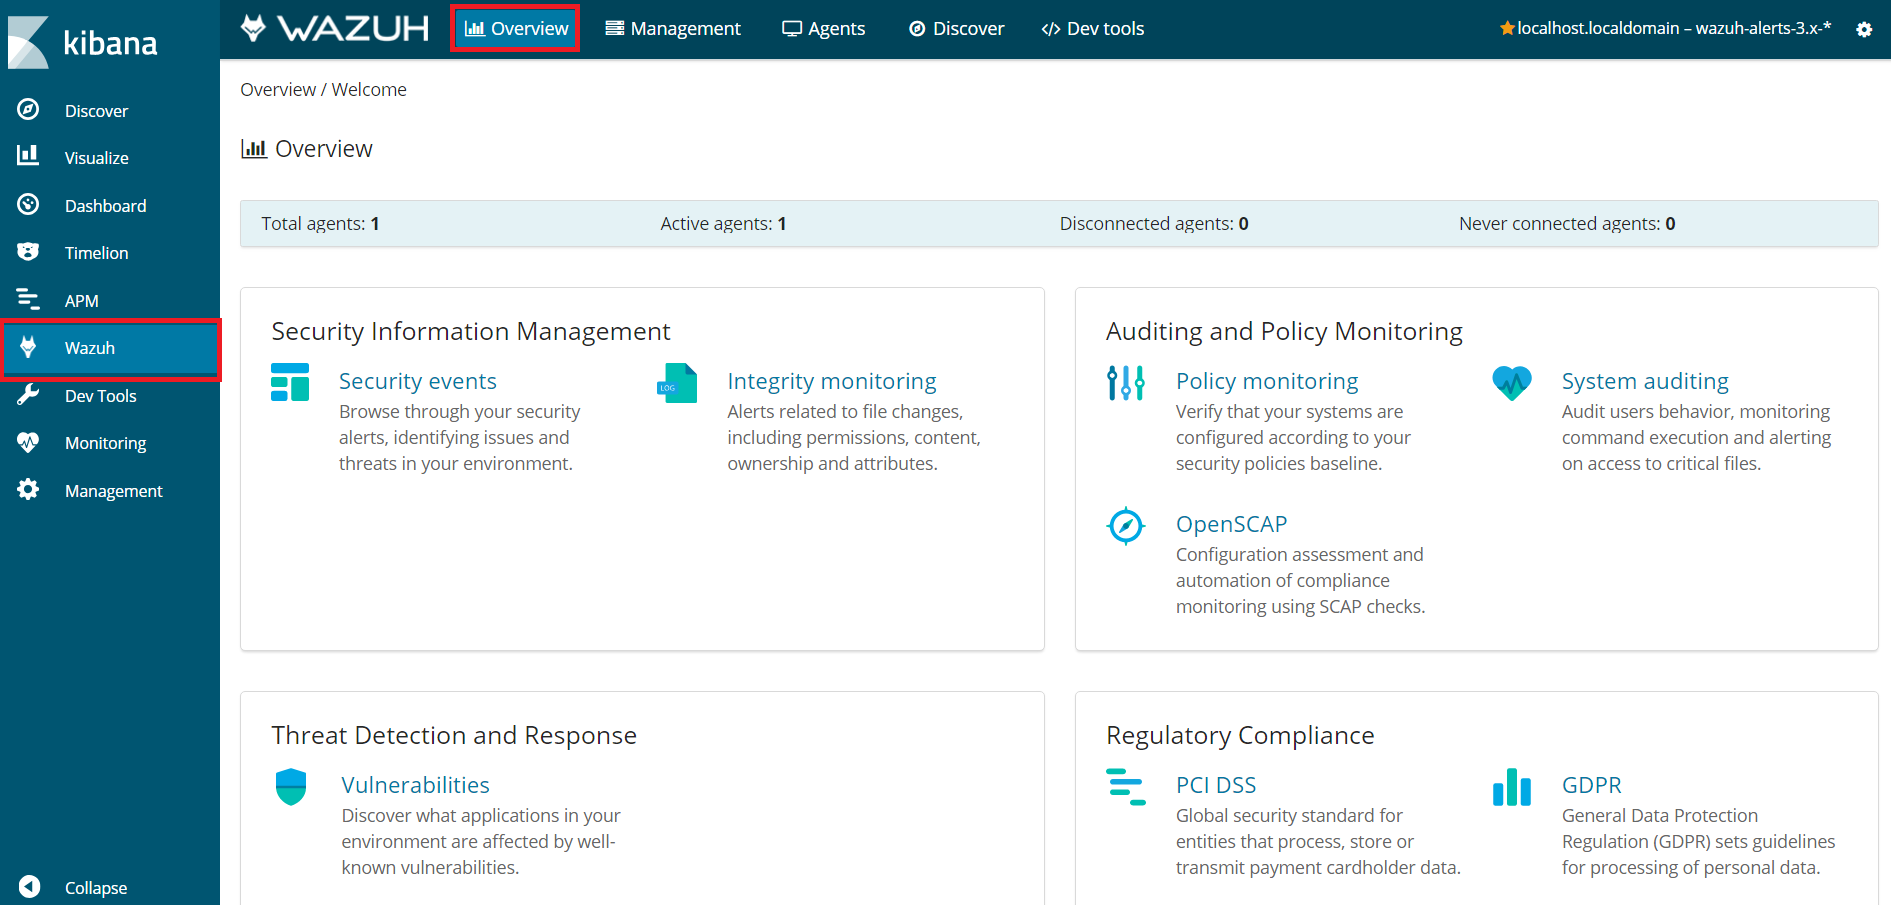 kibana
Discover
Visualize
Dashboard
Timelion
APM
Wazuh
Dev Tools
Monitoring
Management
Collapse
WAZUH
Overview
Management
Agents
Discover
</> Dev tools
localhost.localdomain – wazuh-alerts-3.x-*
Overview / Welcome
Overview
Total agents: 1
Active agents: 1
Disconnected agents: 0
Never connected agents: 0
Security Information Management
Security events
Browse through your security
alerts, identifying issues and
threats in your environment.
LOG
Integrity monitoring
Alerts related to file changes,
including permissions, content,
ownership and attributes.
Auditing and Policy Monitoring
Policy monitoring
Verify that your systems are
configured according to your
security policies baseline.
System auditing
Audit users behavior, monitoring
command execution and alerting
on access to critical files.
OpenSCAP
Configuration assessment and
automation of compliance
monitoring using SCAP checks.
Threat Detection and Response
Vulnerabilities
Discover what applications in your
environment are affected by well-
known vulnerabilities.
Regulatory Compliance
PCI DSS
Global security standard for
entities that process, store or
transmit payment cardholder data.
GDPR
General Data Protection
Regulation (GDPR) sets guidelines
for processing of personal data.